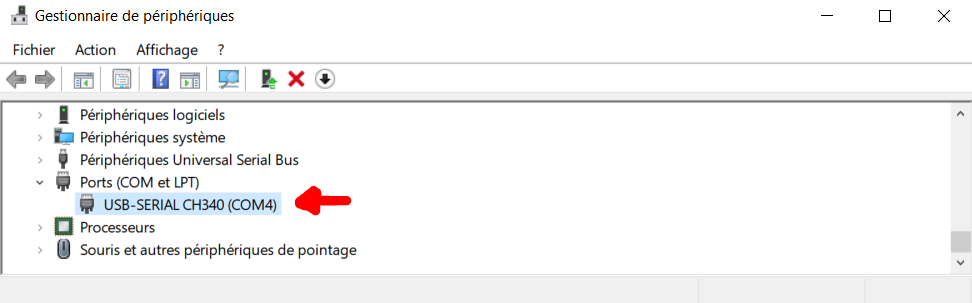 Gestionnaire de périphériques
Fichier Action Affichage ?
Périphériques logiciels
Périphériques système
Périphériques Universal Serial Bus
Ports (COM et LPT)
USB-SERIAL CH340 (COM4)
Processeurs
Souris et autres périphériques de pointage